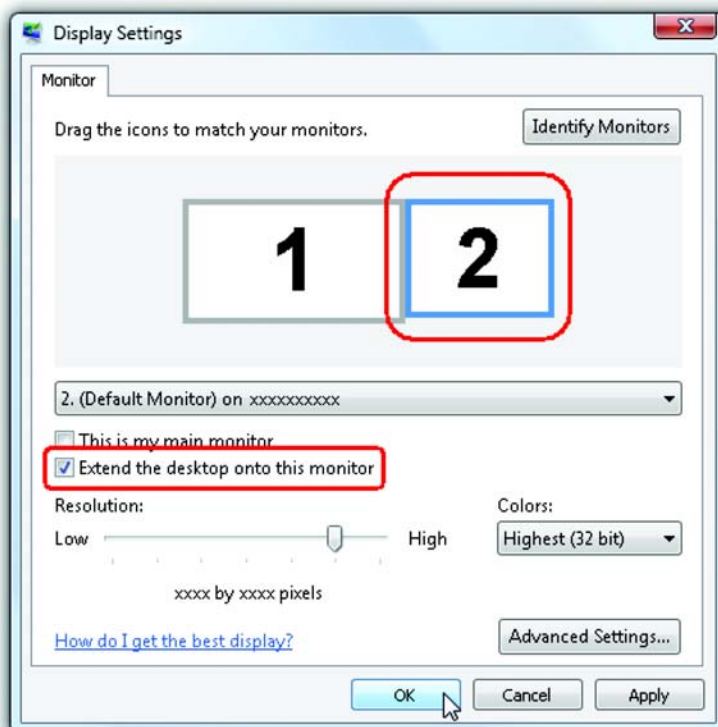 Display Settings
Monitor
Drag the icons to match your monitors.
Identify Monitors
1
2
2. (Default Monitor) on xxxxxxxxxx
This is my main monitor
Extend the desktop onto this monitor
Resolution:
Colors:
Low
High
Highest (32 bit)
xxxx by xxxx pixels
How do I get the best display?
Advanced Settings...
OK
Cancel
Apply